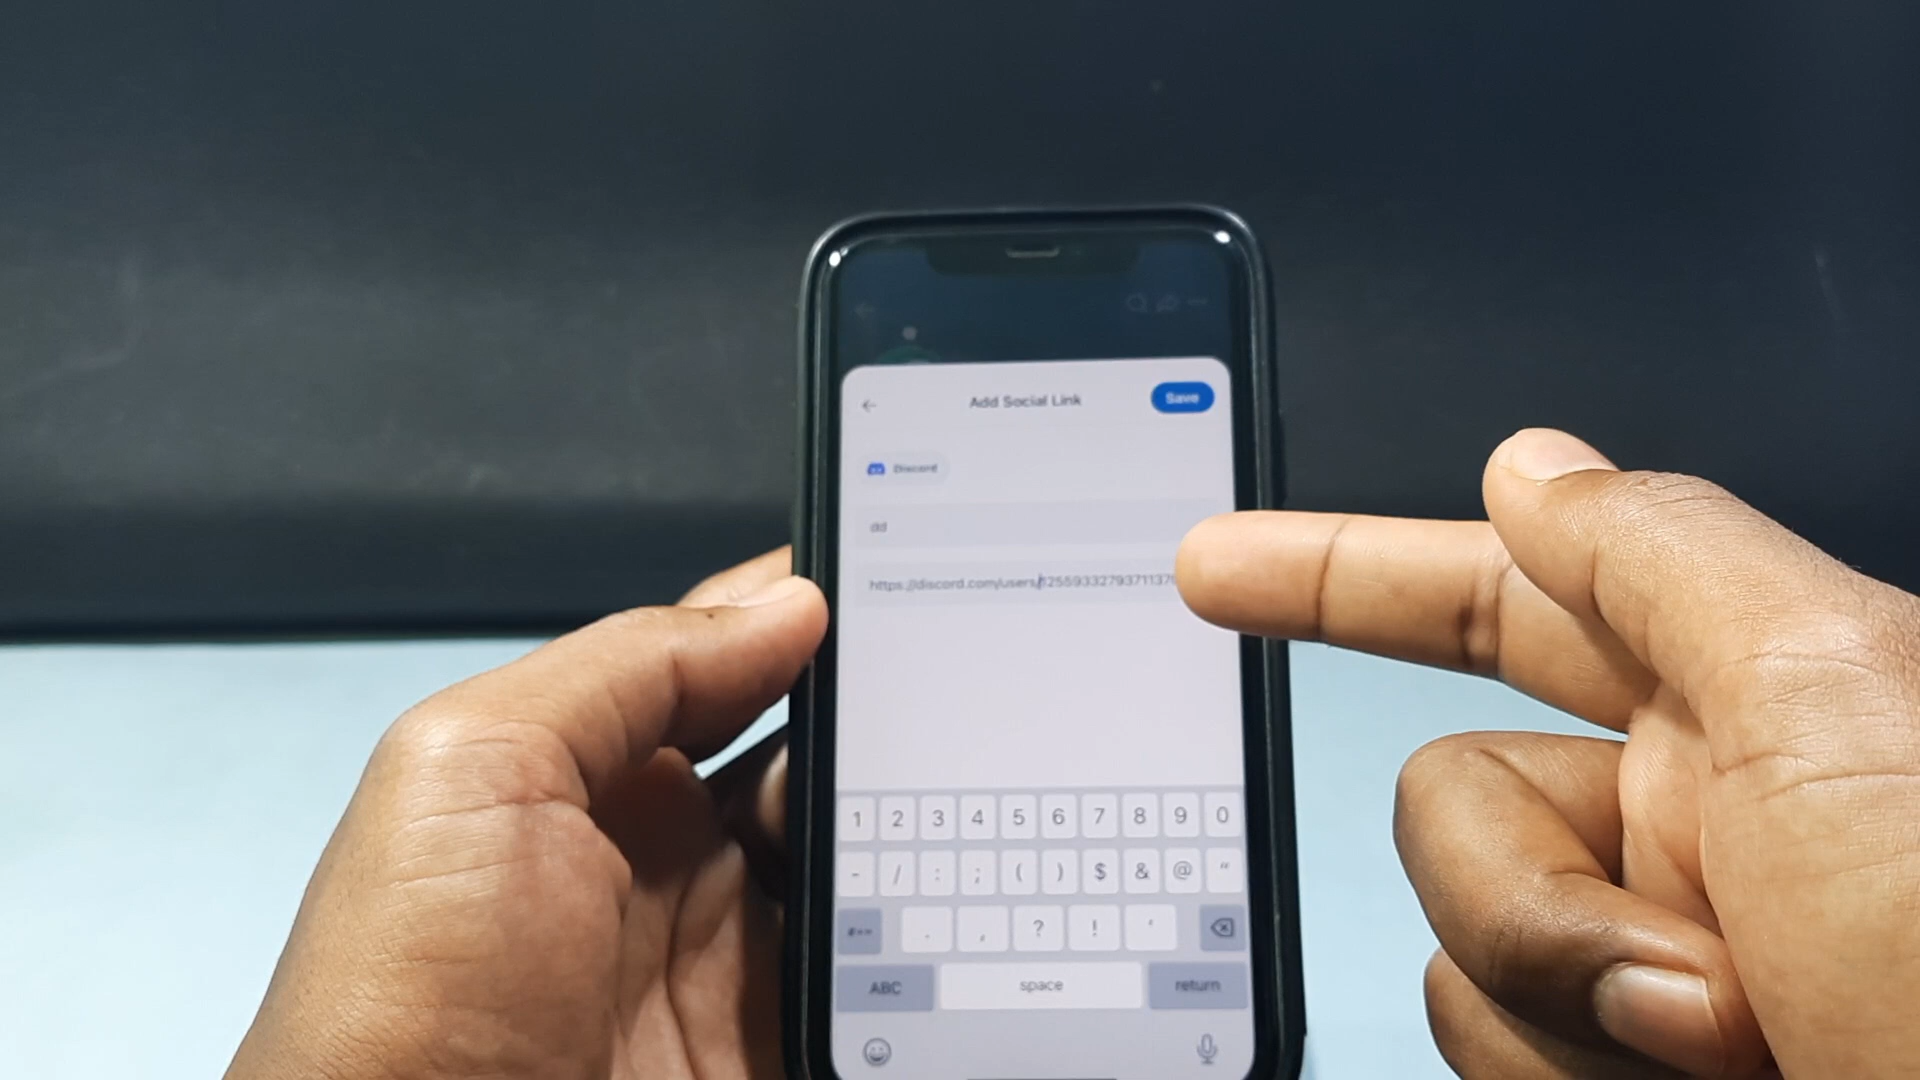 Add Social Link
Save
Discord
dd
https://discord.com/users/1255933279371137
1 2 3 4 5 6 7 8 9 0
- / : ; ( ) $ & @ "
#+= . , ? ! '
ABC space return